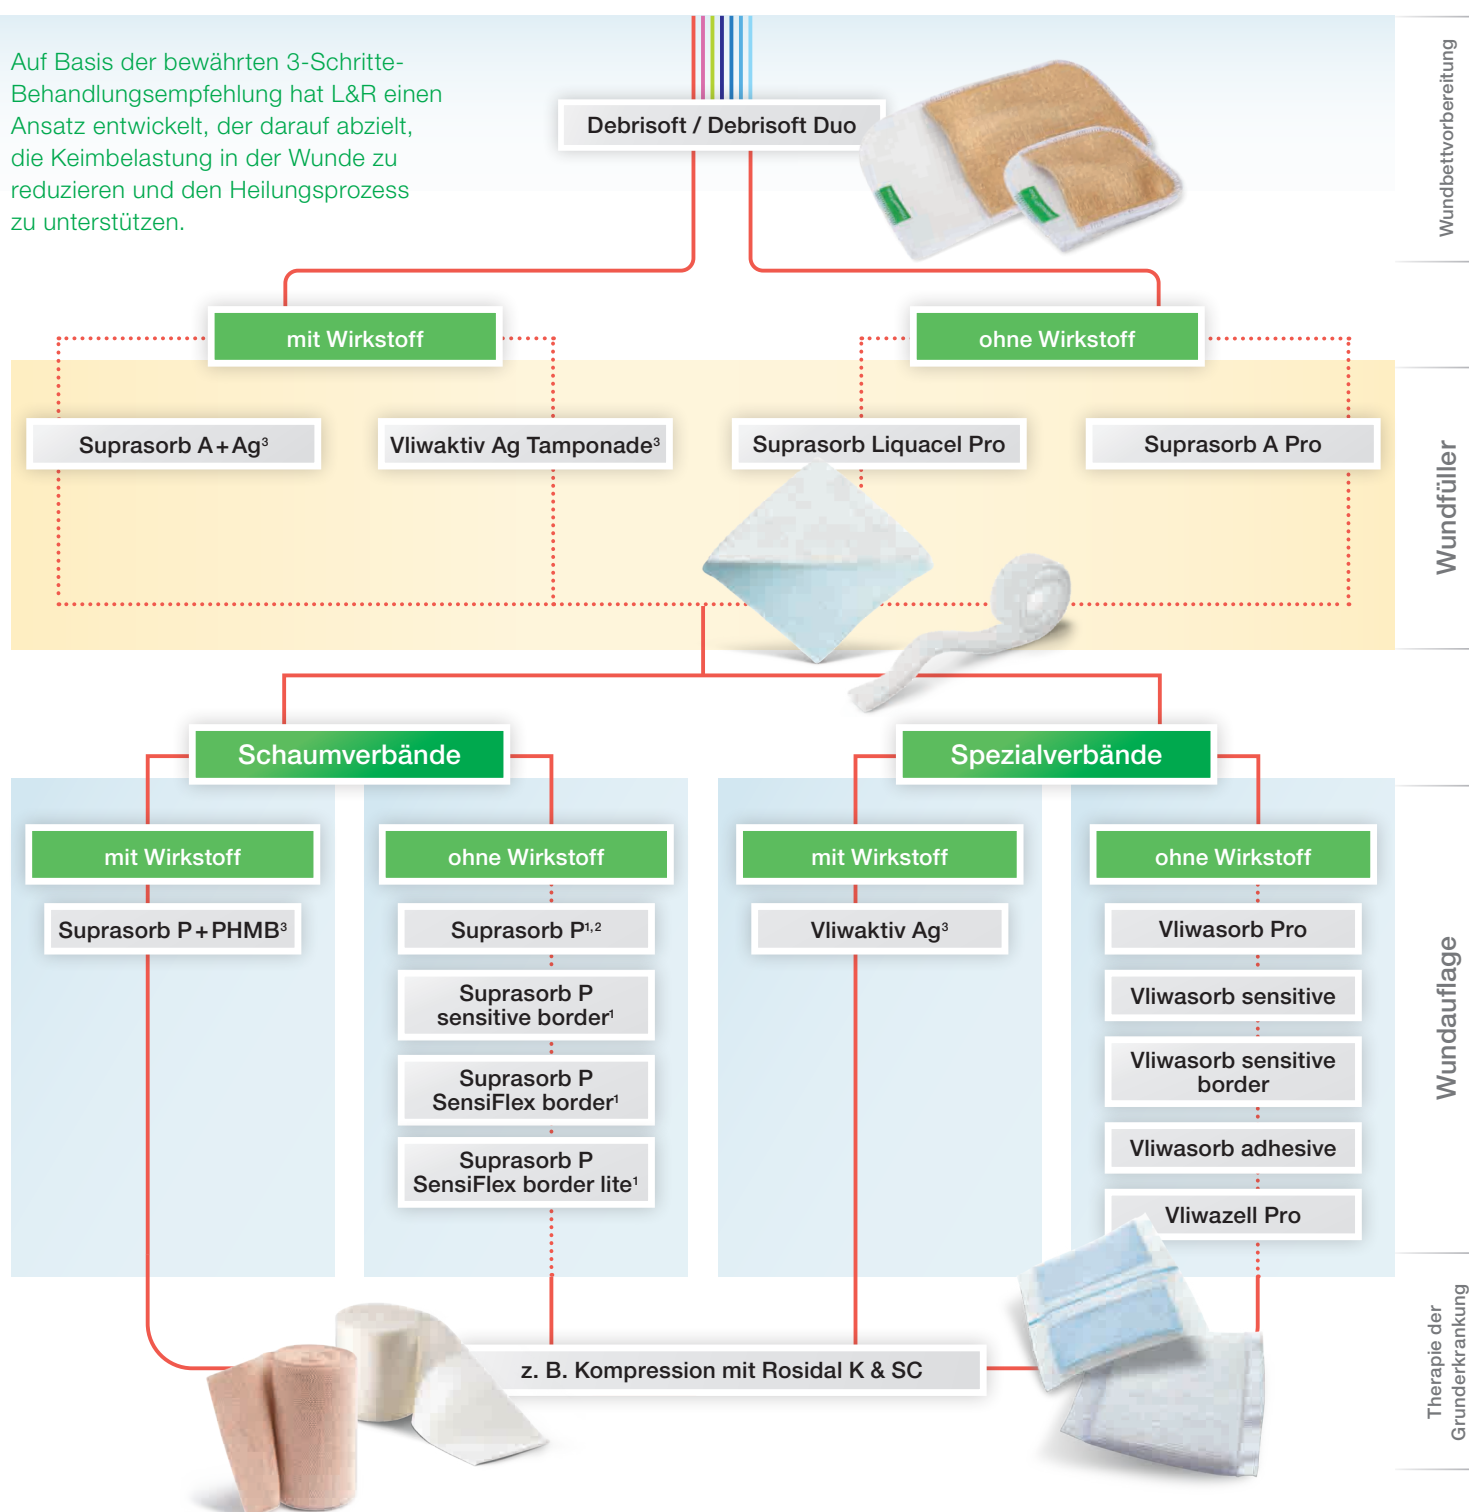 Auf Basis der bewährten 3-Schritte-
Behandlungsempfehlung hat L&R einen
Ansatz entwickelt, der darauf abzielt,
die Keimbelastung in der Wunde zu
reduzieren und den Heilungsprozess
zu unterstützen.
Debrisoft / Debrisoft Duo
Wundbettvorbereitung
mit Wirkstoff
ohne Wirkstoff
Suprasorb A+Ag³
Vliwaktiv Ag Tamponade³
Suprasorb Liquacel Pro
Suprasorb A Pro
Wundfüller
Schaumverbände
Spezialverbände
mit Wirkstoff
ohne Wirkstoff
mit Wirkstoff
ohne Wirkstoff
Suprasorb P+PHMB³
Suprasorb P¹,²
Suprasorb P
sensitive border¹
Suprasorb P
SensiFlex border¹
Suprasorb P
SensiFlex border lite¹
Vliwaktiv Ag³
Vliwasorb Pro
Vliwasorb sensitive
Vliwasorb sensitive
border
Vliwasorb adhesive
Vliwazell Pro
Wundauflage
z. B. Kompression mit Rosidal K & SC
Therapie der
Grunderkrankung